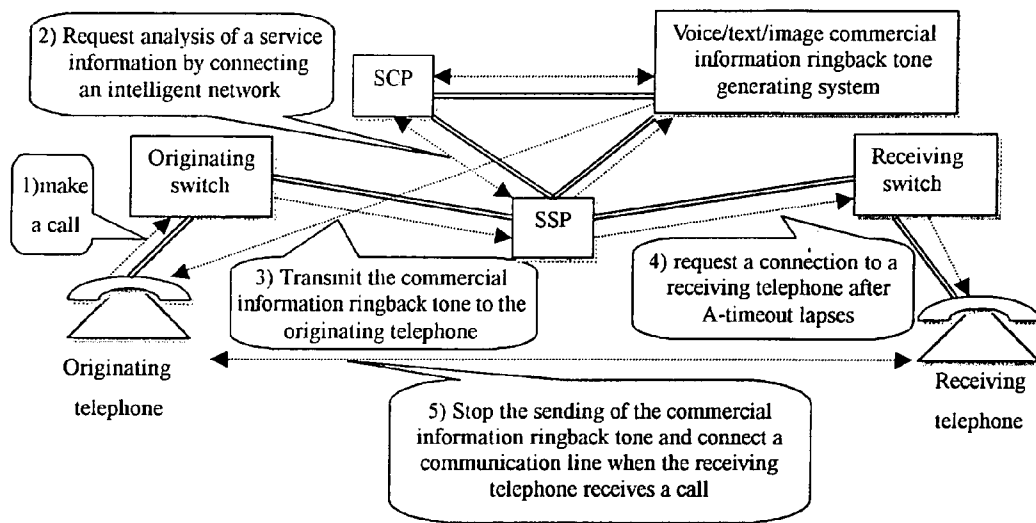 2) Request analysis of a service
information by connecting
an intelligent network
SCP
Voice/text/image commercial
information ringback tone
generating system
1)make
a call
Originating
switch
SSP
Receiving
switch
3) Transmit the commercial
information ringback tone to the
originating telephone
4) request a connection to a
receiving telephone after
A-timeout lapses
Originating
telephone
Receiving
telephone
5) Stop the sending of the commercial
information ringback tone and connect a
communication line when the receiving
telephone receives a call